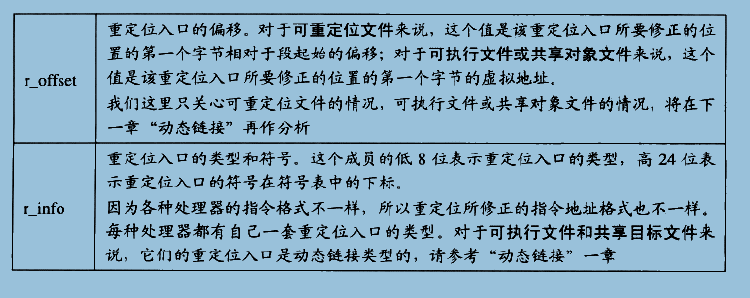 重定位入口的偏移。对于可重定位文件来说，这个值是该重定位入口所要修正的位
置的第一个字节相对于段起始的偏移；对于可执行文件或共享对象文件来说，这个
值是该重定位入口所要修正的位置的第一个字节的虚拟地址。
r_offset
我们这里只关心可重定位文件的情况，可执行文件或共享对象文件的情况，将在下
一章“动态链接”再作分析
重定位入口的类型和符号。这个成员的低 8 位表示重定位入口的类型，高 24 位表
示重定位入口的符号在符号表中的下标。
r_info
因为各种处理器的指令格式不一样，所以重定位所修正的指令地址格式也不一样。
每种处理器都有自己一套重定位入口的类型。对于可执行文件和共享目标文件来
说，它们的重定位入口是动态链接类型的，请参考“动态链接”一章